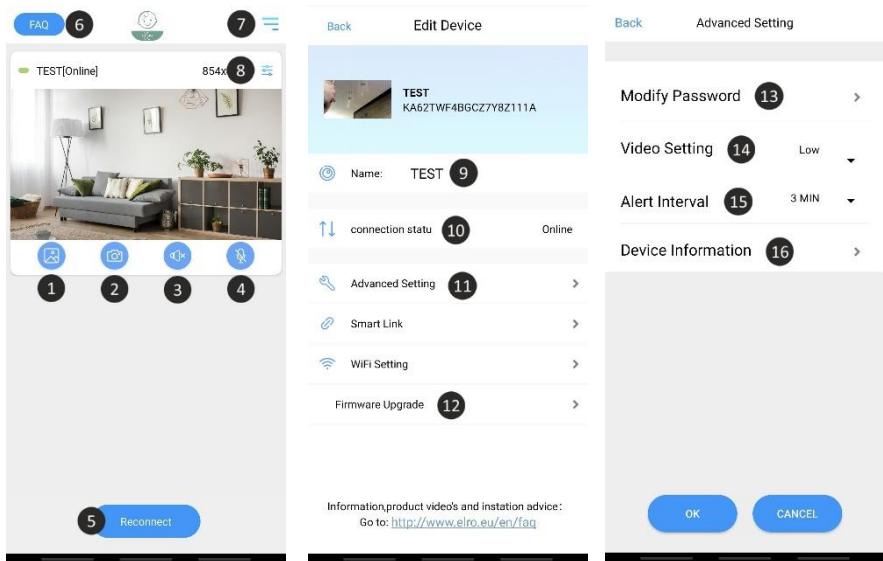 FAQ
6
7
TEST[Online]
854x
8
1
2
3
4
5
Reconnect
Back
Edit Device
TEST
KA62TWF4BGCZ7Y8Z111A
Name:
TEST
9
connection statu
10
Online
Advanced Setting
11
Smart Link
WiFi Setting
Firmware Upgrade
12
Information,product video's and instation advice:
Go to: http://www.elro.eu/en/faq
Back
Advanced Setting
Modify Password
13
Video Setting
14
Low
Alert Interval
15
3 MIN
Device Information
16
OK
CANCEL